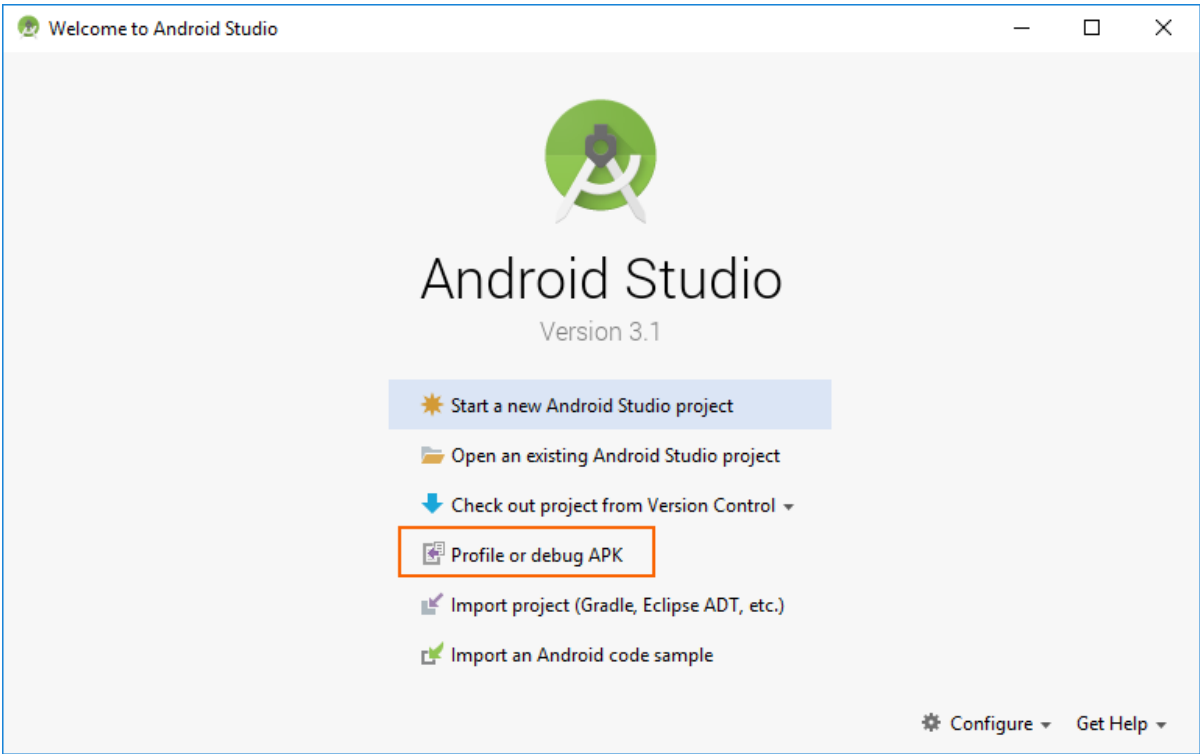 Welcome to Android Studio
Android Studio
Version 3.1
Start a new Android Studio project
Open an existing Android Studio project
Check out project from Version Control
Profile or debug APK
Import project (Gradle, Eclipse ADT, etc.)
Import an Android code sample
Configure Get Help